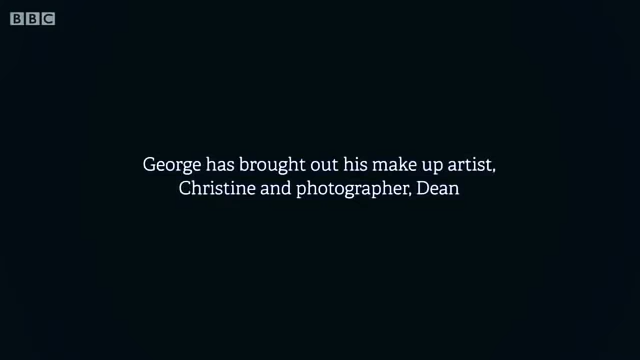 BBC
George has brought out his make up artist,
Christine and photographer, Dean